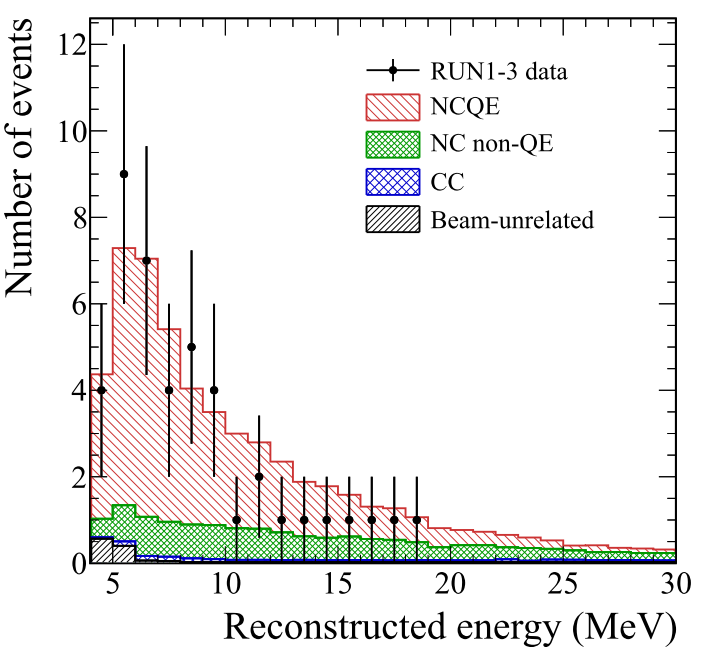 Number of events
12
10
8
6
4
2
0
RUN1-3 data
NCQE
NC non-QE
CC
Beam-unrelated
5 10 15 20 25 30
Reconstructed energy (MeV)